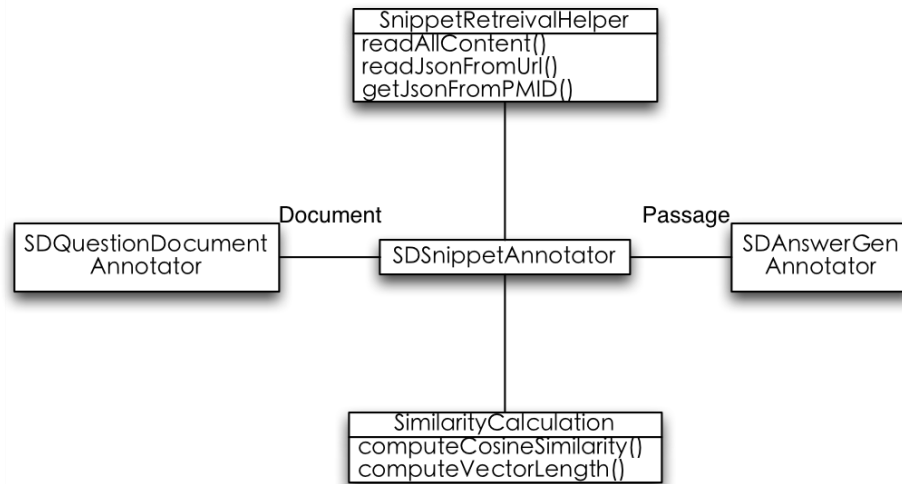 SnippetRetreivalHelper
readAllContent()
readJsonFromUrl()
getJsonFromPMID()
Document
Passage
SDQuestionDocument
Annotator
SDSnippetAnnotator
SDAnswerGen
Annotator
SimilarityCalculation
computeCosineSimilarity()
computeVectorLength()